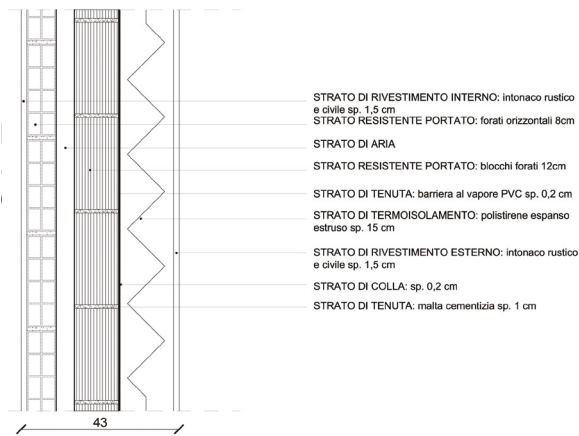 STRATO DI RIVESTIMENTO INTERNO: intonaco rustico
e civile sp. 1,5 cm
STRATO RESISTENTE PORTATO: forati orizzontali 8cm
STRATO DI ARIA
STRATO RESISTENTE PORTATO: blocchi forati 12cm
STRATO DI TENUTA: barriera al vapore PVC sp. 0,2 cm
STRATO DI TERMOISOLAMENTO: polistirene espanso
estruso sp. 15 cm
STRATO DI RIVESTIMENTO ESTERNO: intonaco rustico
e civile sp. 1,5 cm
STRATO DI COLLA: sp. 0,2 cm
STRATO DI TENUTA: malta cementizia sp. 1 cm
43